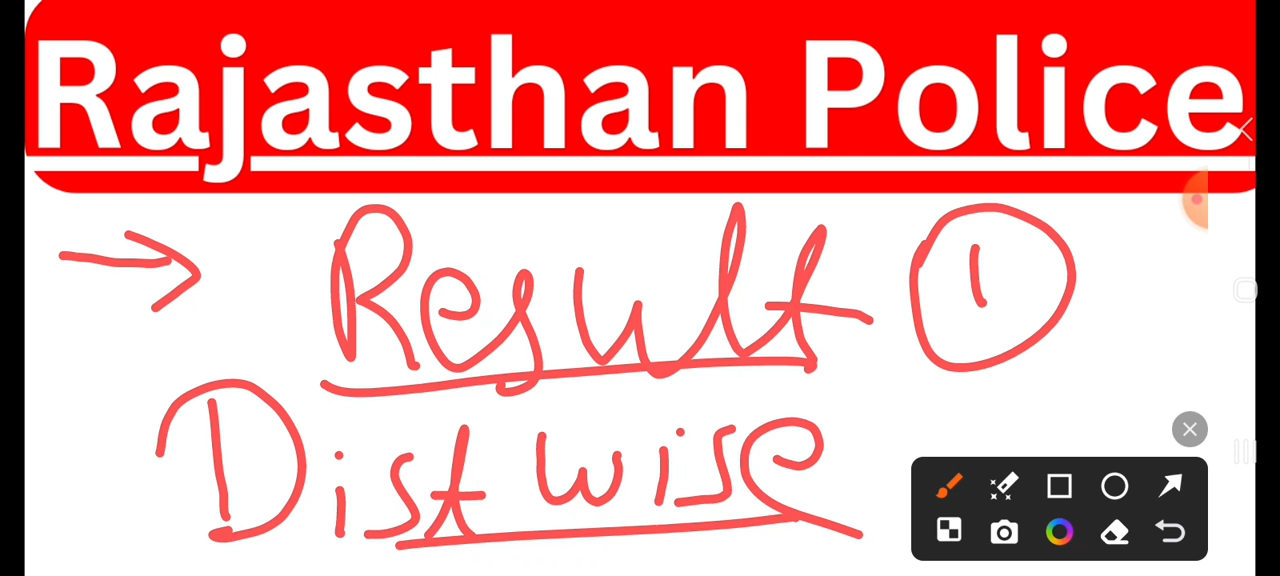 Rajasthan Police
→ Result ①
Dist wise